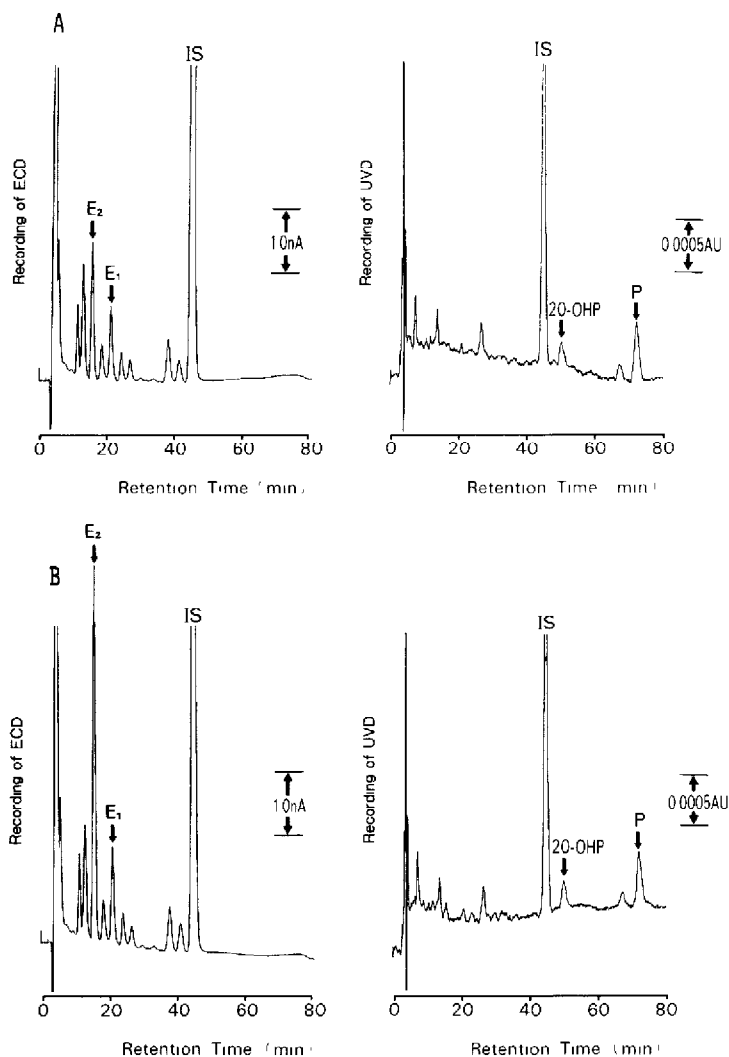 A
IS
Recording of ECD
E₂
E₁
1.0nA
0 20 40 60 80
Retention Time (min)
IS
Recording of UVD
20-OHP
P
0.0005AU
0 20 40 60 80
Retention Time (min)
B
E₂
IS
Recording of ECD
E₁
1.0nA
0 20 40 60 80
Retention Time (min)
IS
Recording of UVD
20-OHP
P
0.0005AU
0 20 40 60 80
Retention Time (min)